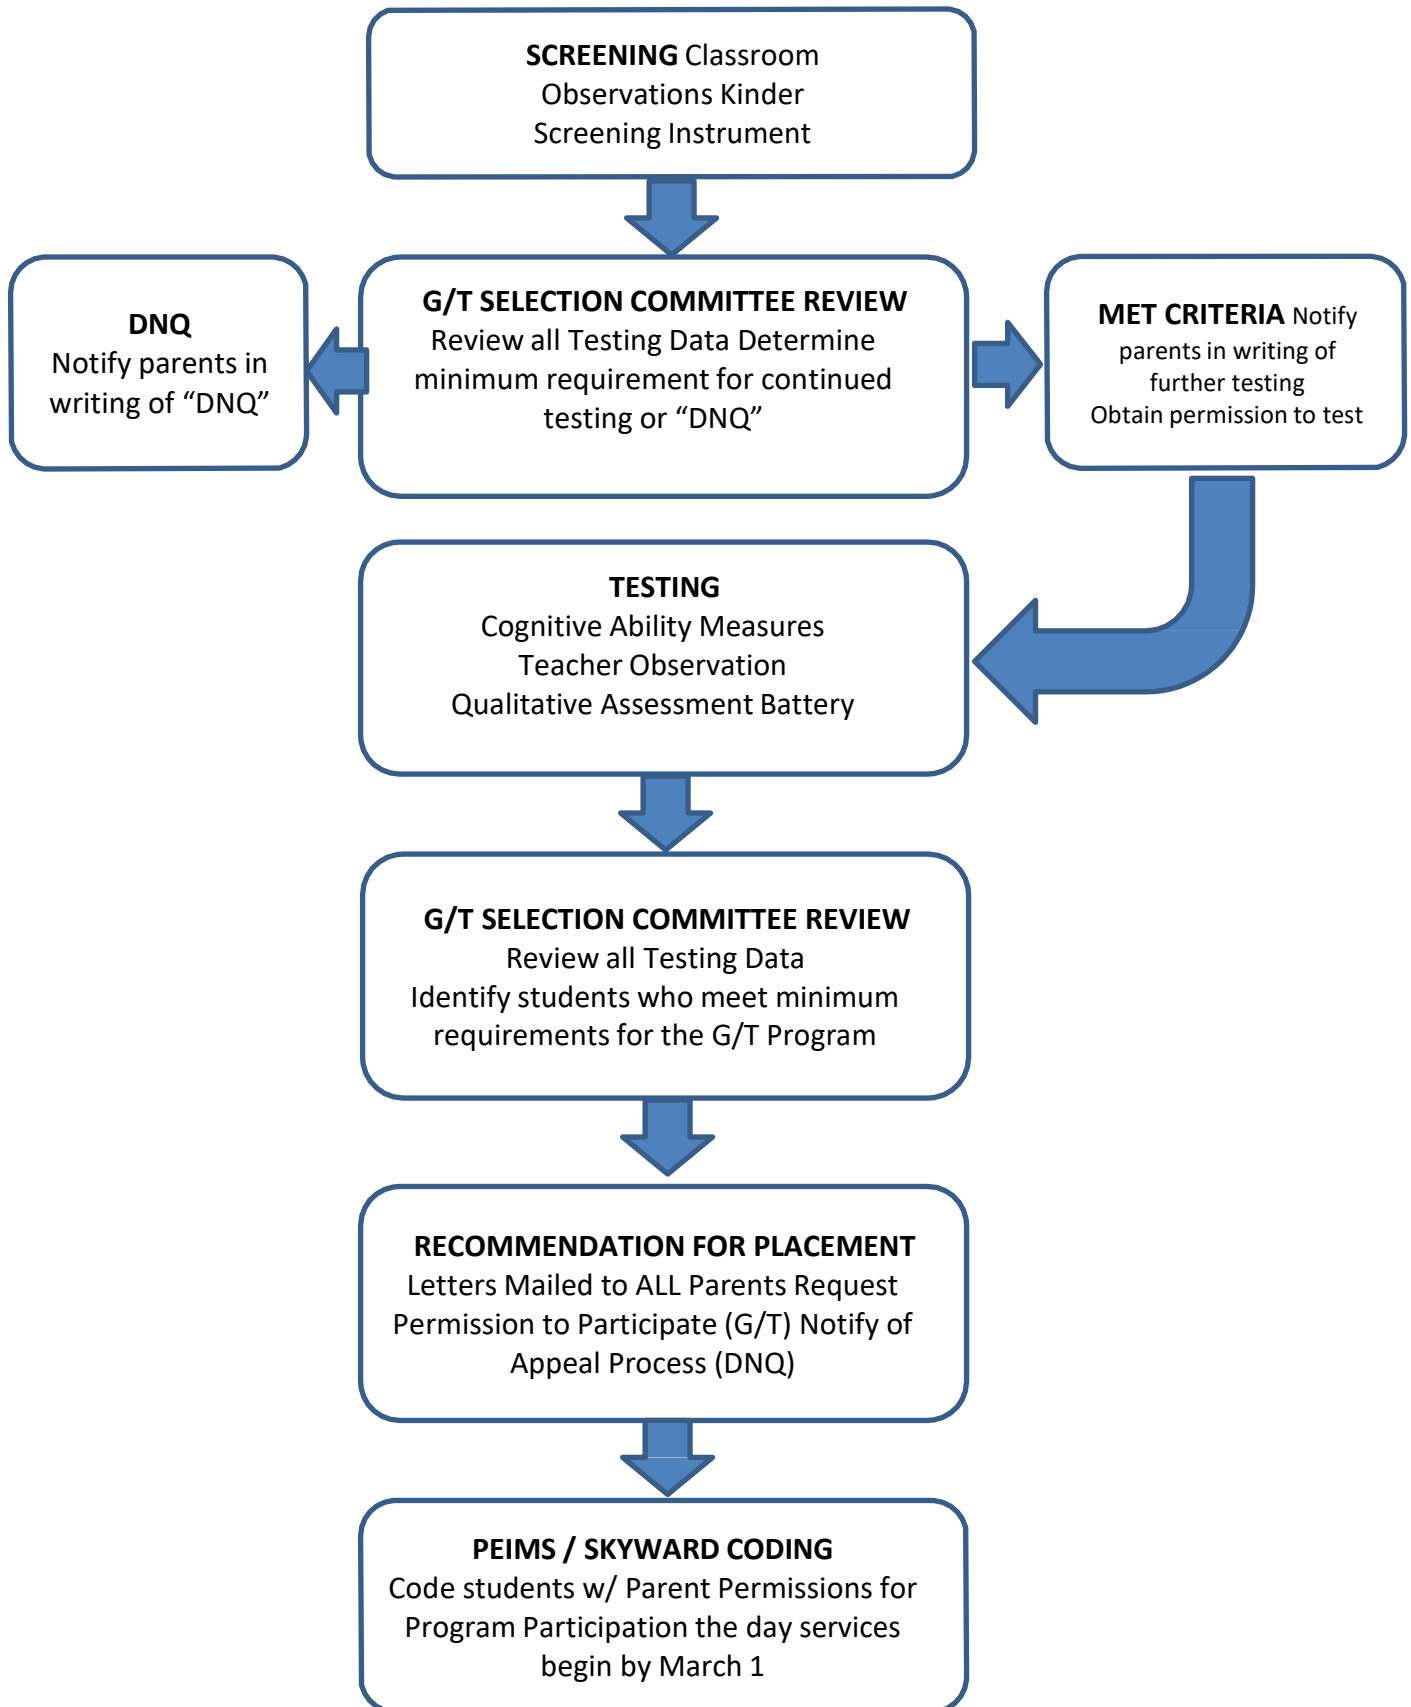 SCREENING Classroom
Observations Kinder
Screening Instrument
DNQ
Notify parents in
writing of “DNQ”
G/T SELECTION COMMITTEE REVIEW
Review all Testing Data Determine
minimum requirement for continued
testing or “DNQ”
MET CRITERIA Notify
parents in writing of
further testing
Obtain permission to test
TESTING
Cognitive Ability Measures
Teacher Observation
Qualitative Assessment Battery
G/T SELECTION COMMITTEE REVIEW
Review all Testing Data
Identify students who meet minimum
requirements for the G/T Program
RECOMMENDATION FOR PLACEMENT
Letters Mailed to ALL Parents Request
Permission to Participate (G/T) Notify of
Appeal Process (DNQ)
PEIMS / SKYWARD CODING
Code students w/ Parent Permissions for
Program Participation the day services
begin by March 1